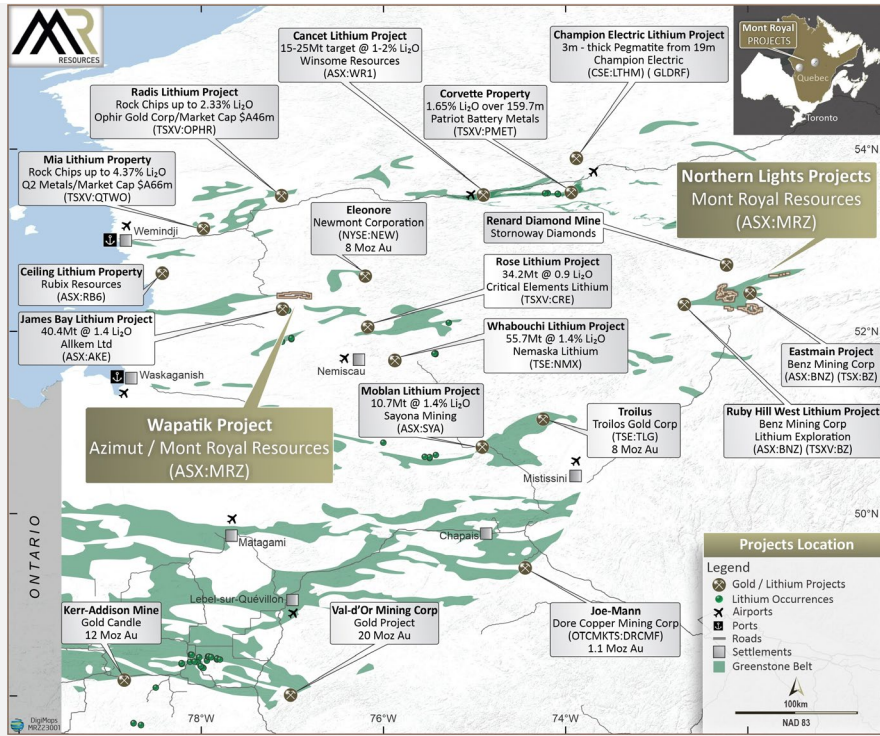 MR
RESOURCES
Cancet Lithium Project
15-25Mt target @ 1-2% Li₂O
Winsome Resources
(ASX:WR1)
Champion Electric Lithium Project
3m - thick Pegmatite from 19m
Champion Electric
(CSE:LTHM) ( GLDRF)
Mont Royal
PROJECTS
Quebec
Toronto
Radis Lithium Project
Rock Chips up to 2.33% Li₂O
Ophir Gold Corp/Market Cap $A46m
(TSXV:OPHR)
Corvette Property
1.65% Li₂O over 159.7m
Patriot Battery Metals
(TSXV:PMET)
54°N
Mia Lithium Property
Rock Chips up to 4.37% Li₂O
Q2 Metals/Market Cap $A66m
(TSXV:QTWO)
Northern Lights Projects
Mont Royal Resources
(ASX:MRZ)
Wemindji
Eleonore
Newmont Corporation
(NYSE:NEW)
8 Moz Au
Renard Diamond Mine
Stornoway Diamonds
Ceiling Lithium Property
Rubix Resources
(ASX:RB6)
Rose Lithium Project
34.2Mt @ 0.9 Li₂O
Critical Elements Lithium
(TSXV:CRE)
James Bay Lithium Project
40.4Mt @ 1.4 Li₂O
Allkem Ltd
(ASX:AKE)
Whabouchi Lithium Project
55.7Mt @ 1.4% Li₂O
Nemaska Lithium
(TSE:NMX)
52°N
Eastmain Project
Benz Mining Corp
(ASX:BNZ) (TSX:BZ)
Nemiscau
Waskaganish
Moblan Lithium Project
10.7Mt @ 1.4% Li₂O
Sayona Mining
(ASX:SYA)
Troilus
Troilos Gold Corp
(TSE:TLG)
8 Moz Au
Ruby Hill West Lithium Project
Benz Mining Corp
Lithium Exploration
(ASX:BNZ) (TSXV:BZ)
Wapatik Project
Azimut / Mont Royal Resources
(ASX:MRZ)
Mistissini
50°N
ONTARIO
Matagami
Chapais
Lebel-sur-Quévillon
Kerr-Addison Mine
Gold Candle
12 Moz Au
Val-d'Or Mining Corp
Gold Project
20 Moz Au
Joe-Mann
Dore Copper Mining Corp
(OTCMKTS:DRCMF)
1.1 Moz Au
Projects Location
Legend
Gold / Lithium Projects
Lithium Occurrences
Airports
Ports
Roads
Settlements
Greenstone Belt
100km
NAD 83
78°W
76°W
74°W
DigiMaps
MRZ23001